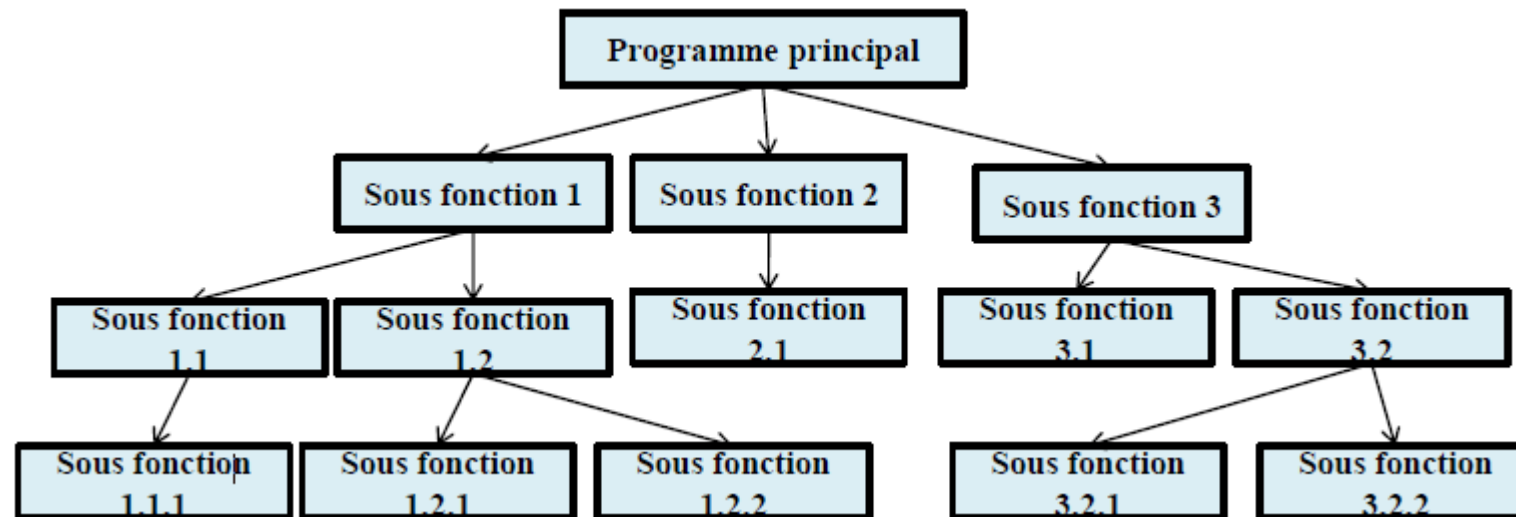 Programme principal
Sous fonction 1
Sous fonction 2
Sous fonction 3
Sous fonction
1.1
Sous fonction
1.2
Sous fonction
2.1
Sous fonction
3.1
Sous fonction
3.2
Sous fonction
1.1.1
Sous fonction
1.2.1
Sous fonction
1.2.2
Sous fonction
3.2.1
Sous fonction
3.2.2